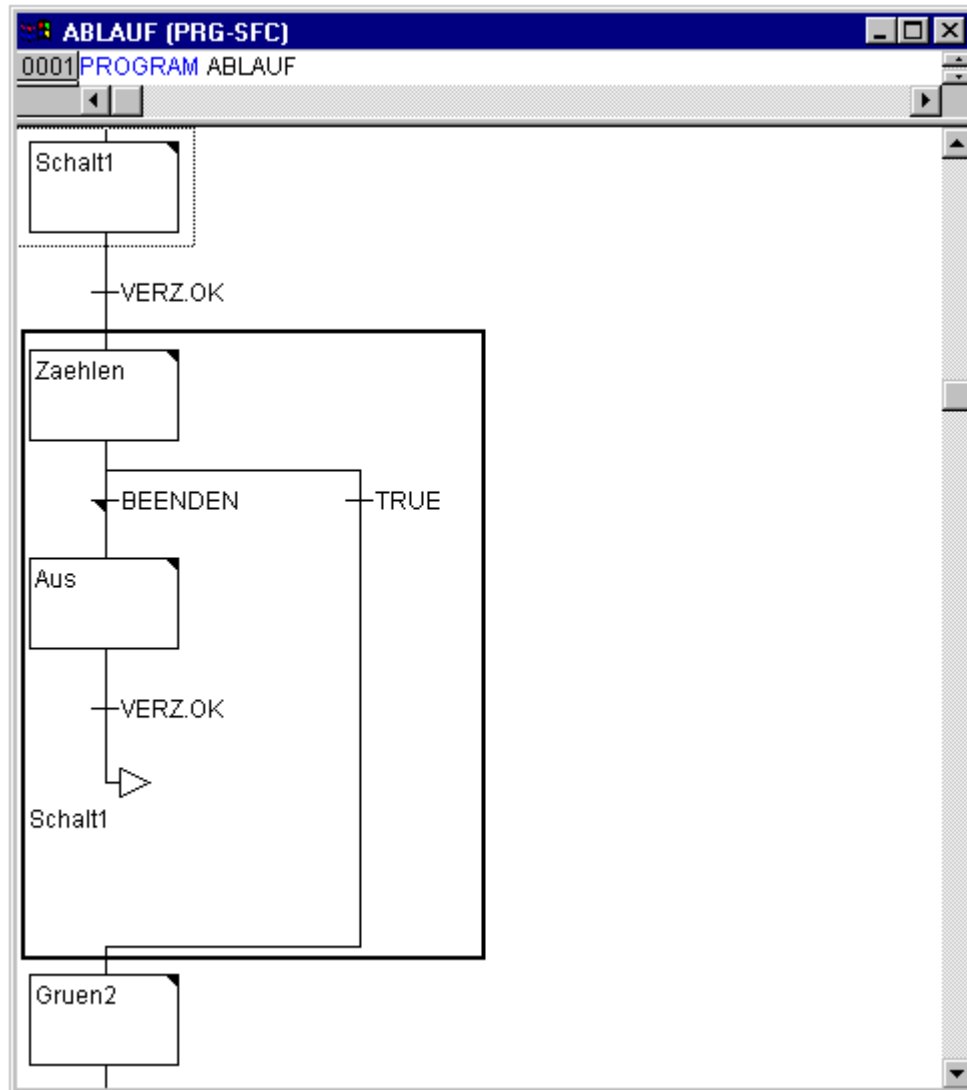 ABLAUF (PRG-SFC)
0001 PROGRAM ABLAUF
Schalt1
VERZ.OK
Zaehlen
BEENDEN TRUE
Aus
VERZ.OK
Schalt1
Gruen2